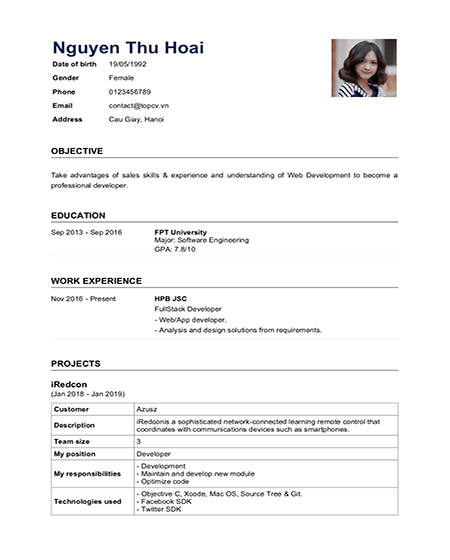 Nguyen Thu Hoai
Date of birth 19/05/1992
Gender Female
Phone 0123456789
Email contact@topcv.vn
Address Cau Giay, Hanoi
OBJECTIVE
Take advantages of sales skills & experience and understanding of Web Development to become a
professional developer.
EDUCATION
Sep 2013 - Sep 2016 FPT University
Major: Software Engineering
GPA: 7.8/10
WORK EXPERIENCE
Nov 2016 - Present HPB JSC
FullStack Developer
- Web/App developer.
- Analysis and design solutions from requirements.
PROJECTS
iRedcon
(Jan 2018 - Jan 2019)
Customer Azusz
Description iRedconis a sophisticated network-connected learning remote control that
coordinates with communications devices such as smartphones.
Team size 3
My position Developer
My responsibilities - Development
- Maintain and develop new module
- Optimize code
Technologies used - Objective C, Xcode, Mac OS, Source Tree & Git.
- Facebook SDK
- Twitter SDK